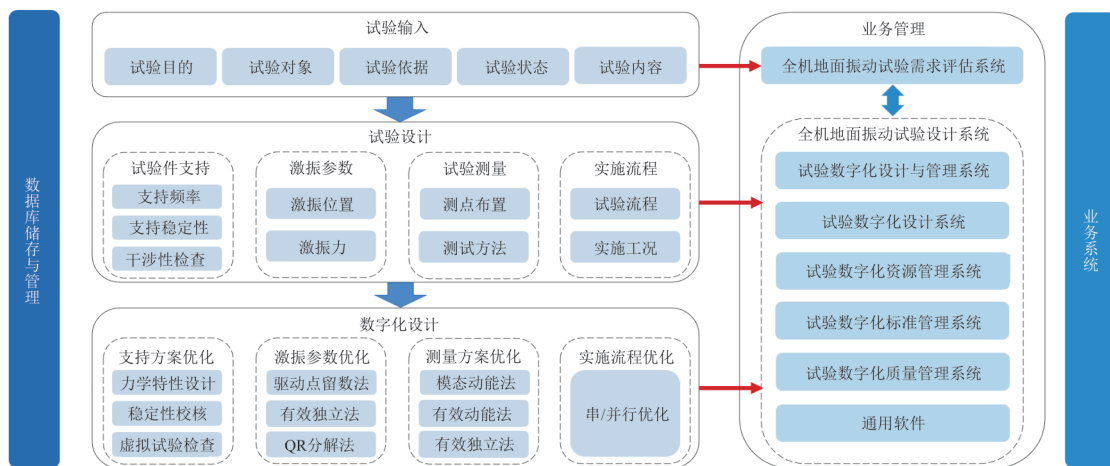 数据库储存与管理
试验输入
试验目的
试验对象
试验依据
试验状态
试验内容
试验设计
试验件支持
支持频率
支持稳定性
干涉性检查
激振参数
激振位置
激振力
试验测量
测点布置
测试方法
实施流程
试验流程
实施工况
数字化设计
支持方案优化
力学特性设计
稳定性校核
虚拟试验检查
激振参数优化
驱动点留数法
有效独立法
QR分解法
测量方案优化
模态动能法
有效动能法
有效独立法
实施流程优化
串/并行优化
业务管理
全机地面振动试验需求评估系统
全机地面振动试验设计系统
试验数字化设计与管理系统
试验数字化设计系统
试验数字化资源管理系统
试验数字化标准管理系统
试验数字化质量管理系统
通用软件
业务系统